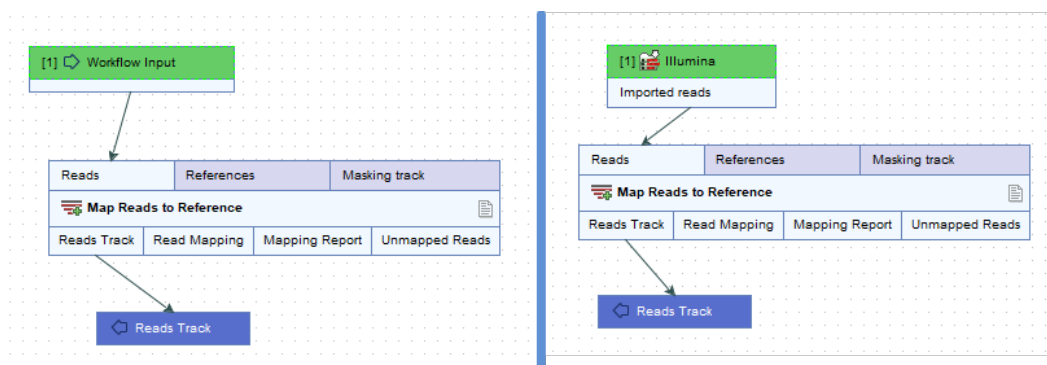 [1] Workflow Input
Reads References Masking track
Map Reads to Reference
Reads Track Read Mapping Mapping Report Unmapped Reads
Reads Track
[1] Illumina
Imported reads
Reads References Masking track
Map Reads to Reference
Reads Track Read Mapping Mapping Report Unmapped Reads
Reads Track